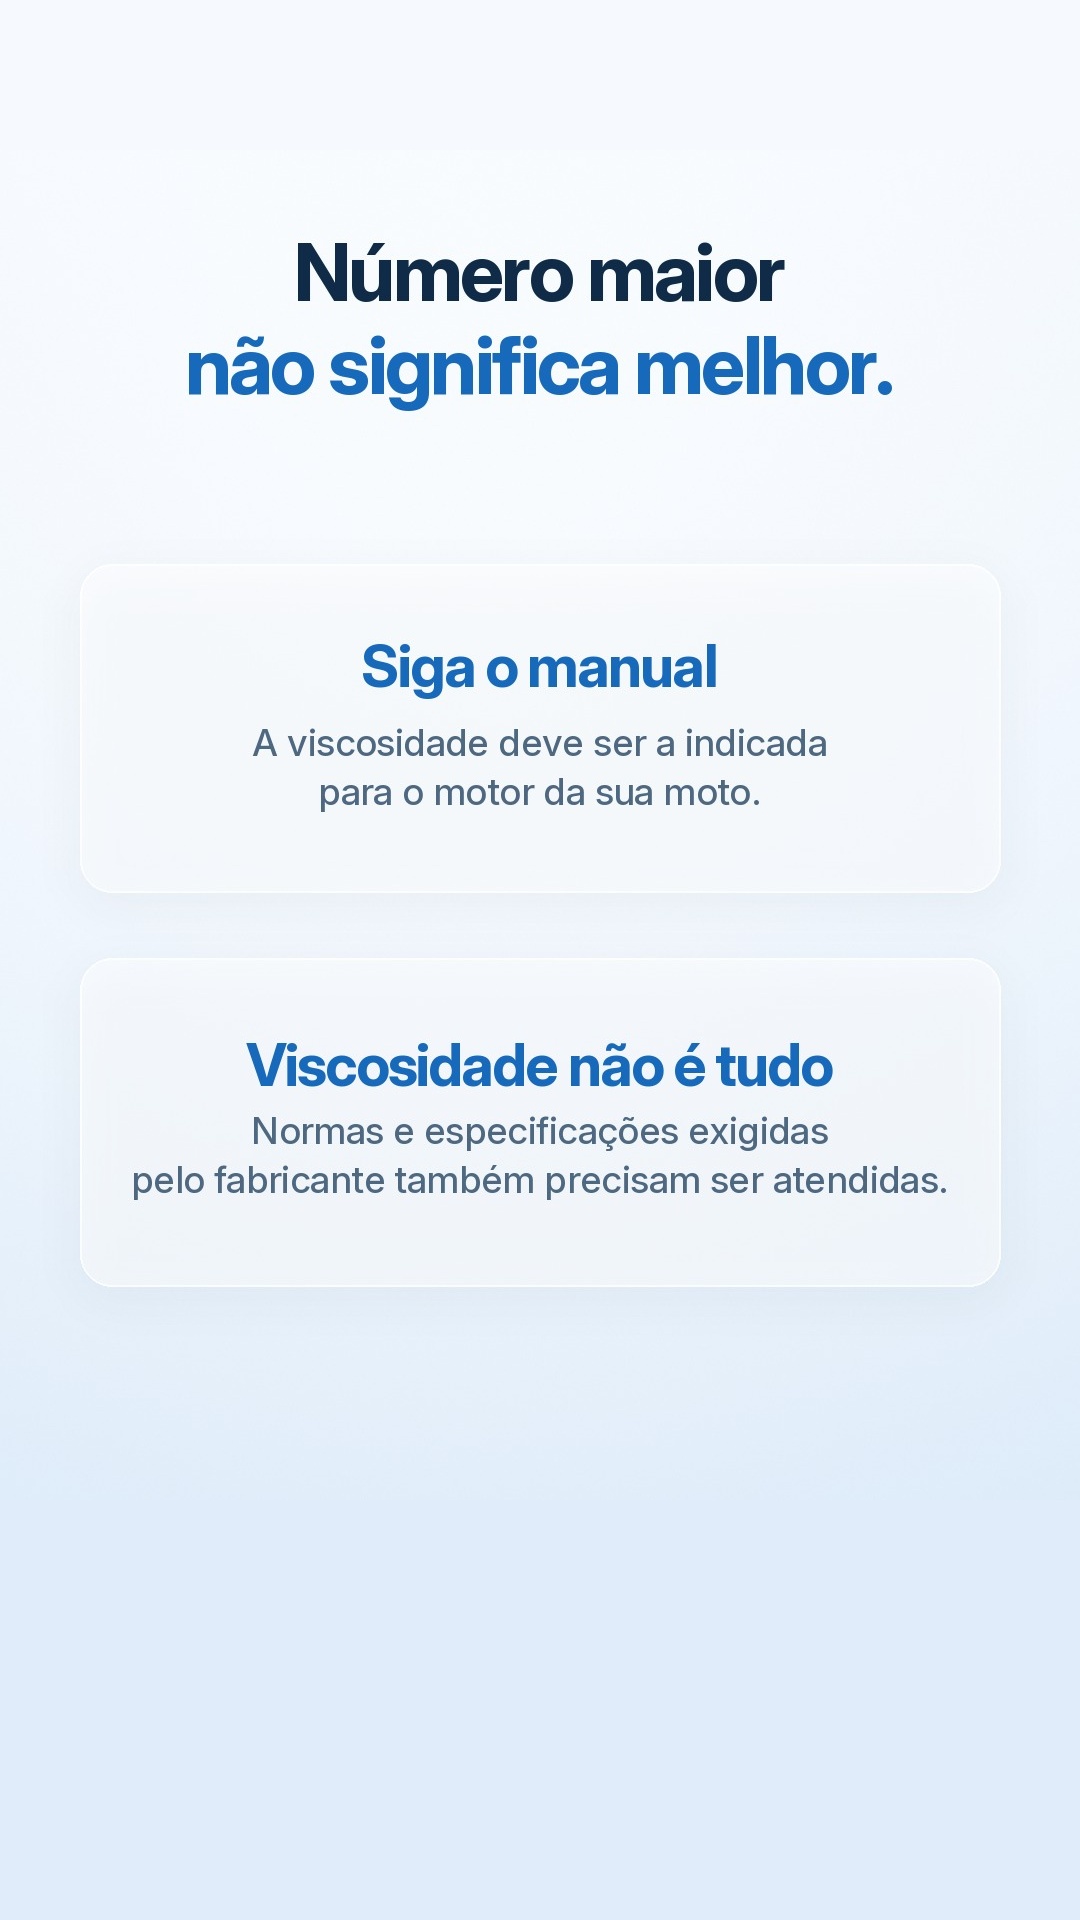 Número maior
não significa melhor.
Siga o manual
A viscosidade deve ser a indicada
para o motor da sua moto.
Viscosidade não é tudo
Normas e especificações exigidas
pelo fabricante também precisam ser atendidas.